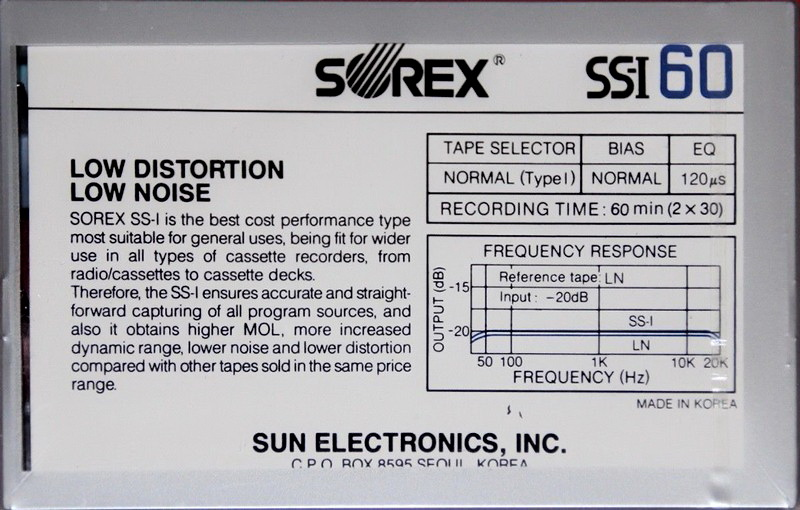 SOREX® SS-I 60
LOW DISTORTION
LOW NOISE
SOREX SS-I is the best cost performance type
most suitable for general uses, being fit for wider
use in all types of cassette recorders, from
radio/cassettes to cassette decks.
Therefore, the SS-I ensures accurate and straight-
forward capturing of all program sources, and
also it obtains higher MOL, more increased
dynamic range, lower noise and lower distortion
compared with other tapes sold in the same price
range.
TAPE SELECTOR BIAS EQ
NORMAL (Type I) NORMAL 120µs
RECORDING TIME: 60 min (2 x 30)
FREQUENCY RESPONSE
OUTPUT (dB)
Reference tape: LN
-15
Input: -20dB
SS-I
-20
LN
50 100 1K 10K 20K
FREQUENCY (Hz)
MADE IN KOREA
SUN ELECTRONICS, INC.
C.P.O. BOX 8595 SEOUL, KOREA